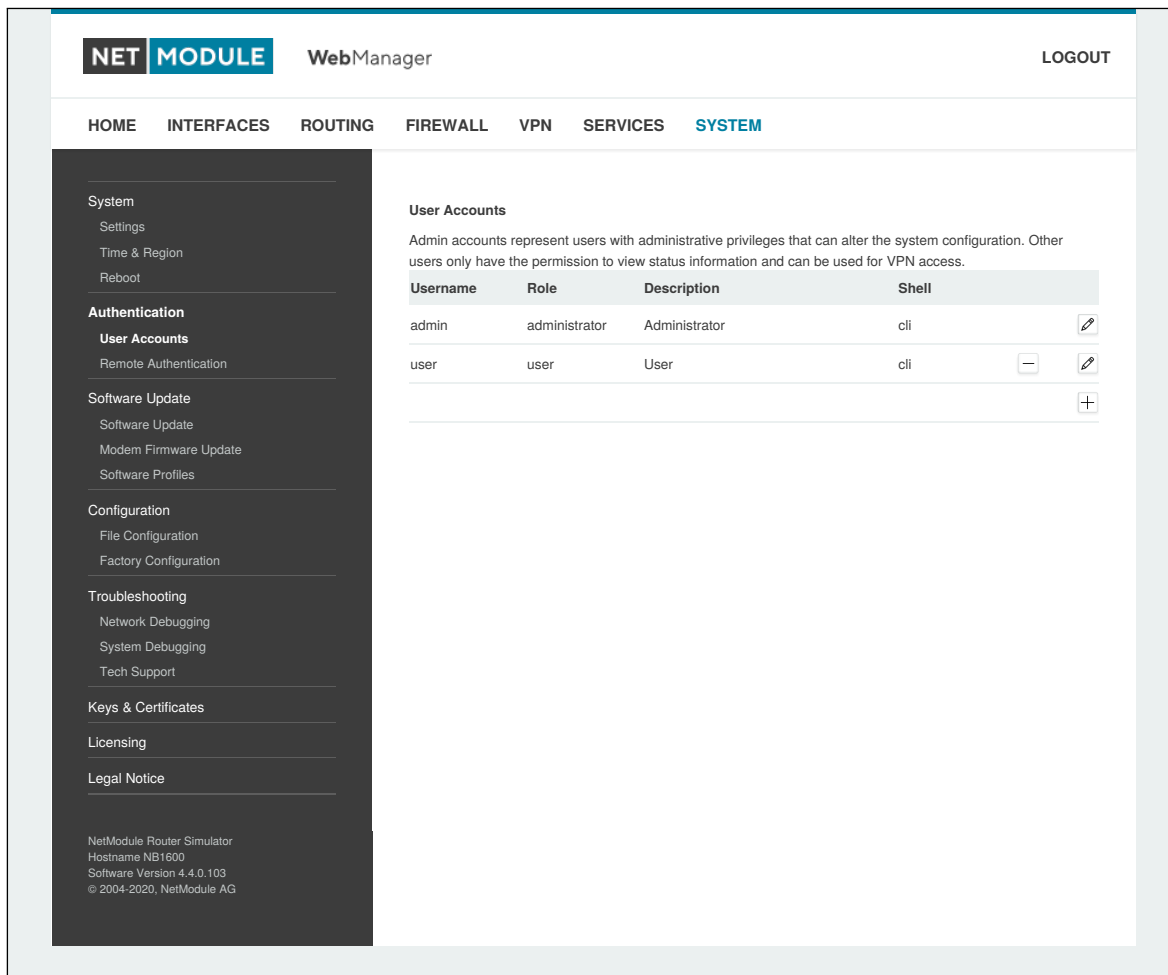 NET MODULE WebManager LOGOUT
HOME INTERFACES ROUTING FIREWALL VPN SERVICES SYSTEM
System
Settings
Time & Region
Reboot
Authentication
User Accounts
Remote Authentication
Software Update
Software Update
Modem Firmware Update
Software Profiles
Configuration
File Configuration
Factory Configuration
Troubleshooting
Network Debugging
System Debugging
Tech Support
Keys & Certificates
Licensing
Legal Notice
NetModule Router Simulator
Hostname NB1600
Software Version 4.4.0.103
© 2004-2020, NetModule AG
User Accounts
Admin accounts represent users with administrative privileges that can alter the system configuration. Other
users only have the permission to view status information and can be used for VPN access.
Username Role Description Shell
admin administrator Administrator cli
user user User cli